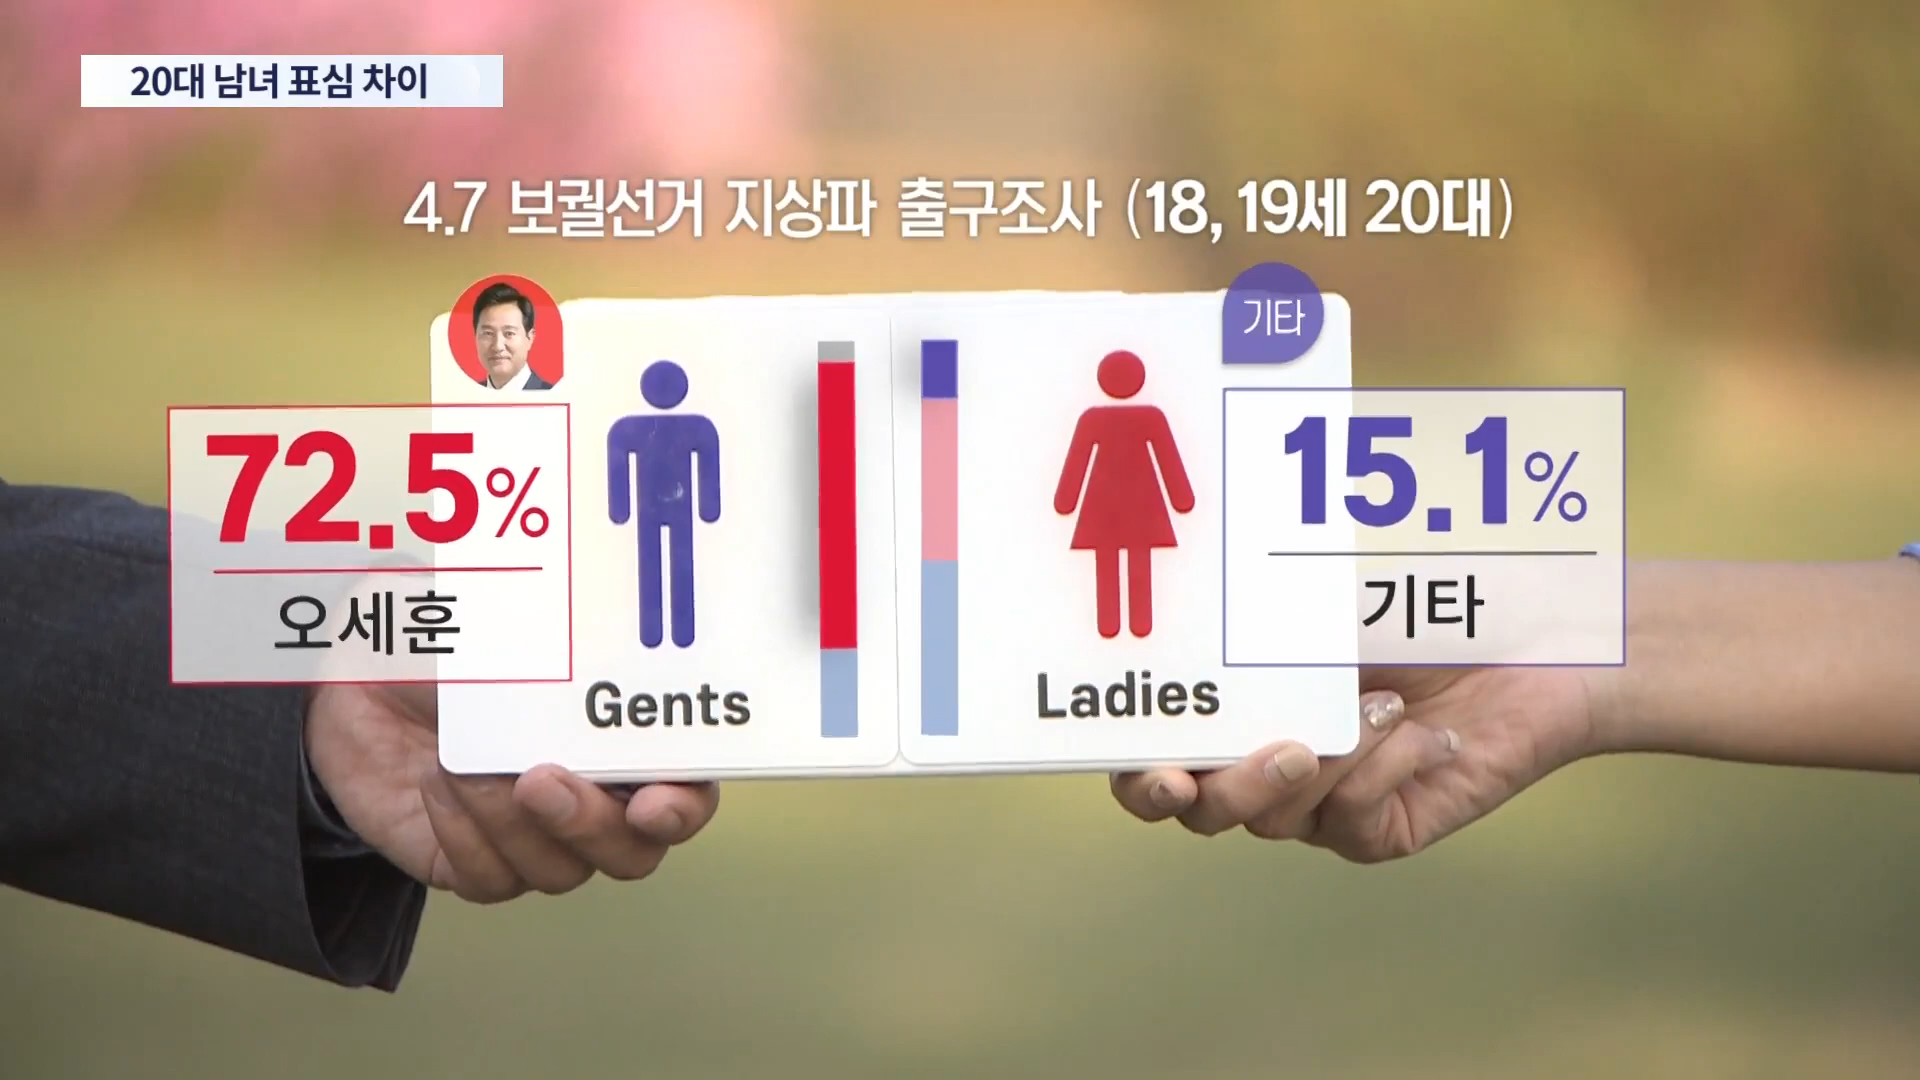 20대 남녀 표심 차이
4.7 보궐선거 지상파 출구조사 (18, 19세 20대)
기타
72.5%
오세훈
15.1%
기타
Gents
Ladies